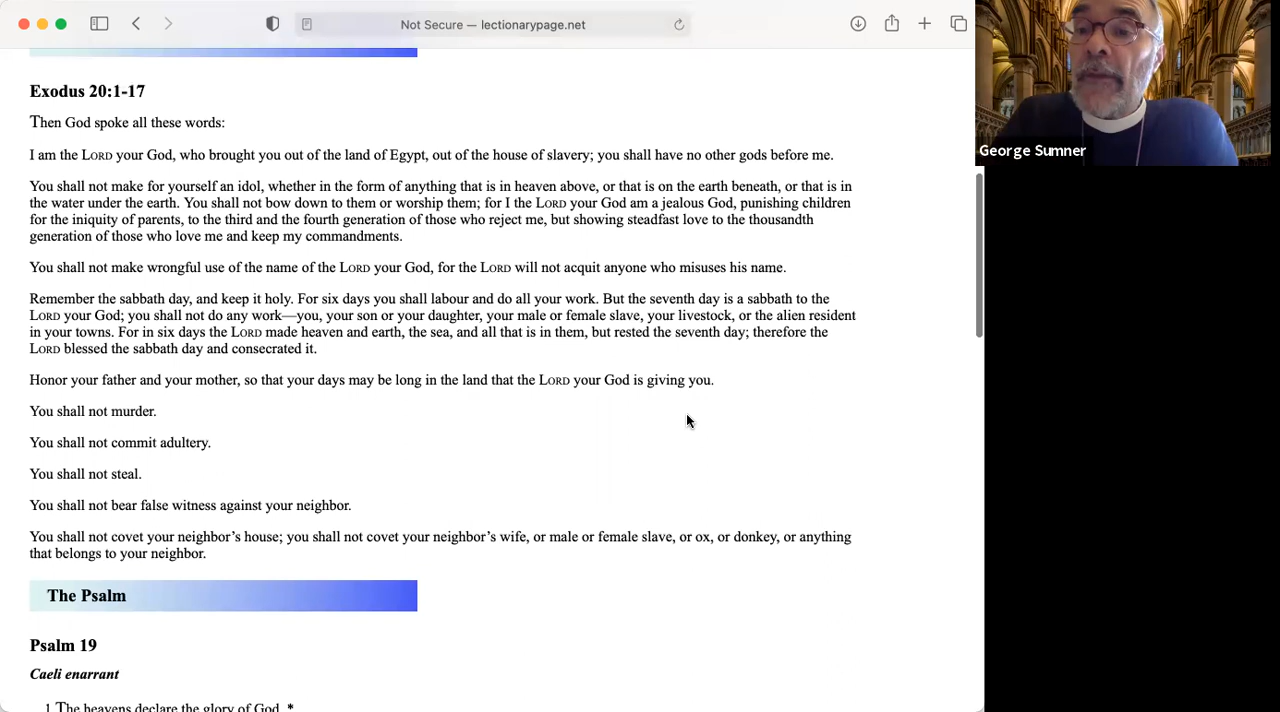 Not Secure — lectionarypage.net
George Sumner
Exodus 20:1-17
Then God spoke all these words:
I am the LORD your God, who brought you out of the land of Egypt, out of the house of slavery; you shall have no other gods before me.
You shall not make for yourself an idol, whether in the form of anything that is in heaven above, or that is on the earth beneath, or that is in
the water under the earth. You shall not bow down to them or worship them; for I the LORD your God am a jealous God, punishing children
for the iniquity of parents, to the third and the fourth generation of those who reject me, but showing steadfast love to the thousandth
generation of those who love me and keep my commandments.
You shall not make wrongful use of the name of the LORD your God, for the LORD will not acquit anyone who misuses his name.
Remember the sabbath day, and keep it holy. For six days you shall labour and do all your work. But the seventh day is a sabbath to the
LORD your God; you shall not do any work—you, your son or your daughter, your male or female slave, your livestock, or the alien resident
in your towns. For in six days the LORD made heaven and earth, the sea, and all that is in them, but rested the seventh day; therefore the
LORD blessed the sabbath day and consecrated it.
Honor your father and your mother, so that your days may be long in the land that the LORD your God is giving you.
You shall not murder.
You shall not commit adultery.
You shall not steal.
You shall not bear false witness against your neighbor.
You shall not covet your neighbor’s house; you shall not covet your neighbor’s wife, or male or female slave, or ox, or donkey, or anything
that belongs to your neighbor.
The Psalm
Psalm 19
Caeli enarrant
1 The heavens declare the glory of God, *